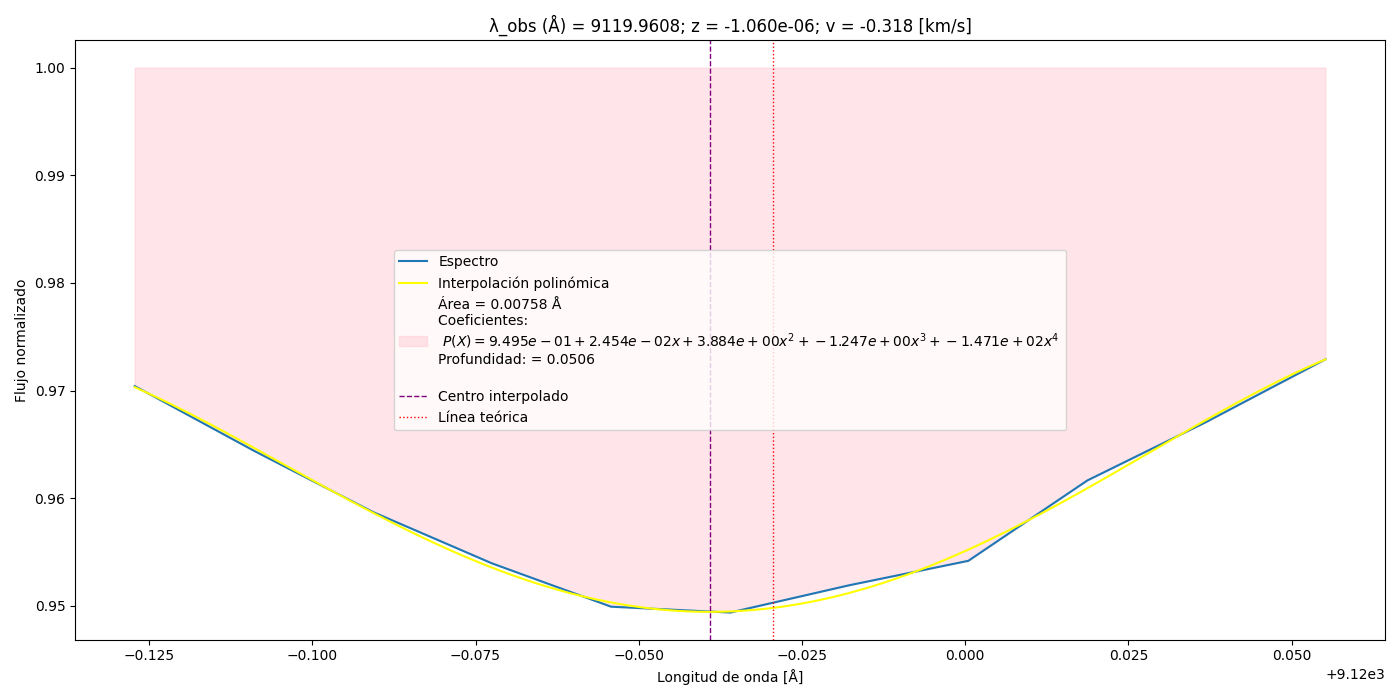 λ_obs (Å) = 9119.9608; z = -1.060e-06; v = -0.318 [km/s]
1.00
0.99
0.98
0.97
0.96
0.95
Flujo normalizado
Espectro
Interpolación polinómica
Área = 0.00758 Å
Coeficientes:
P(X) = 9.495e − 01 + 2.454e − 02x + 3.884e + 00x² + −1.247e + 00x³ + −1.471e + 02x⁴
Profundidad: = 0.0506
Centro interpolado
Línea teórica
−0.125 −0.100 −0.075 −0.050 −0.025 0.000 0.025 0.050
+9.12e3
Longitud de onda [Å]